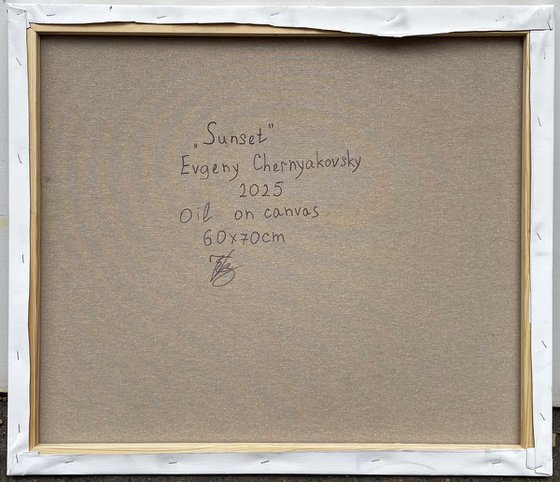 „Sunset"
Evgeny Chernyakovsky
2025
Oil on canvas
60x70cm